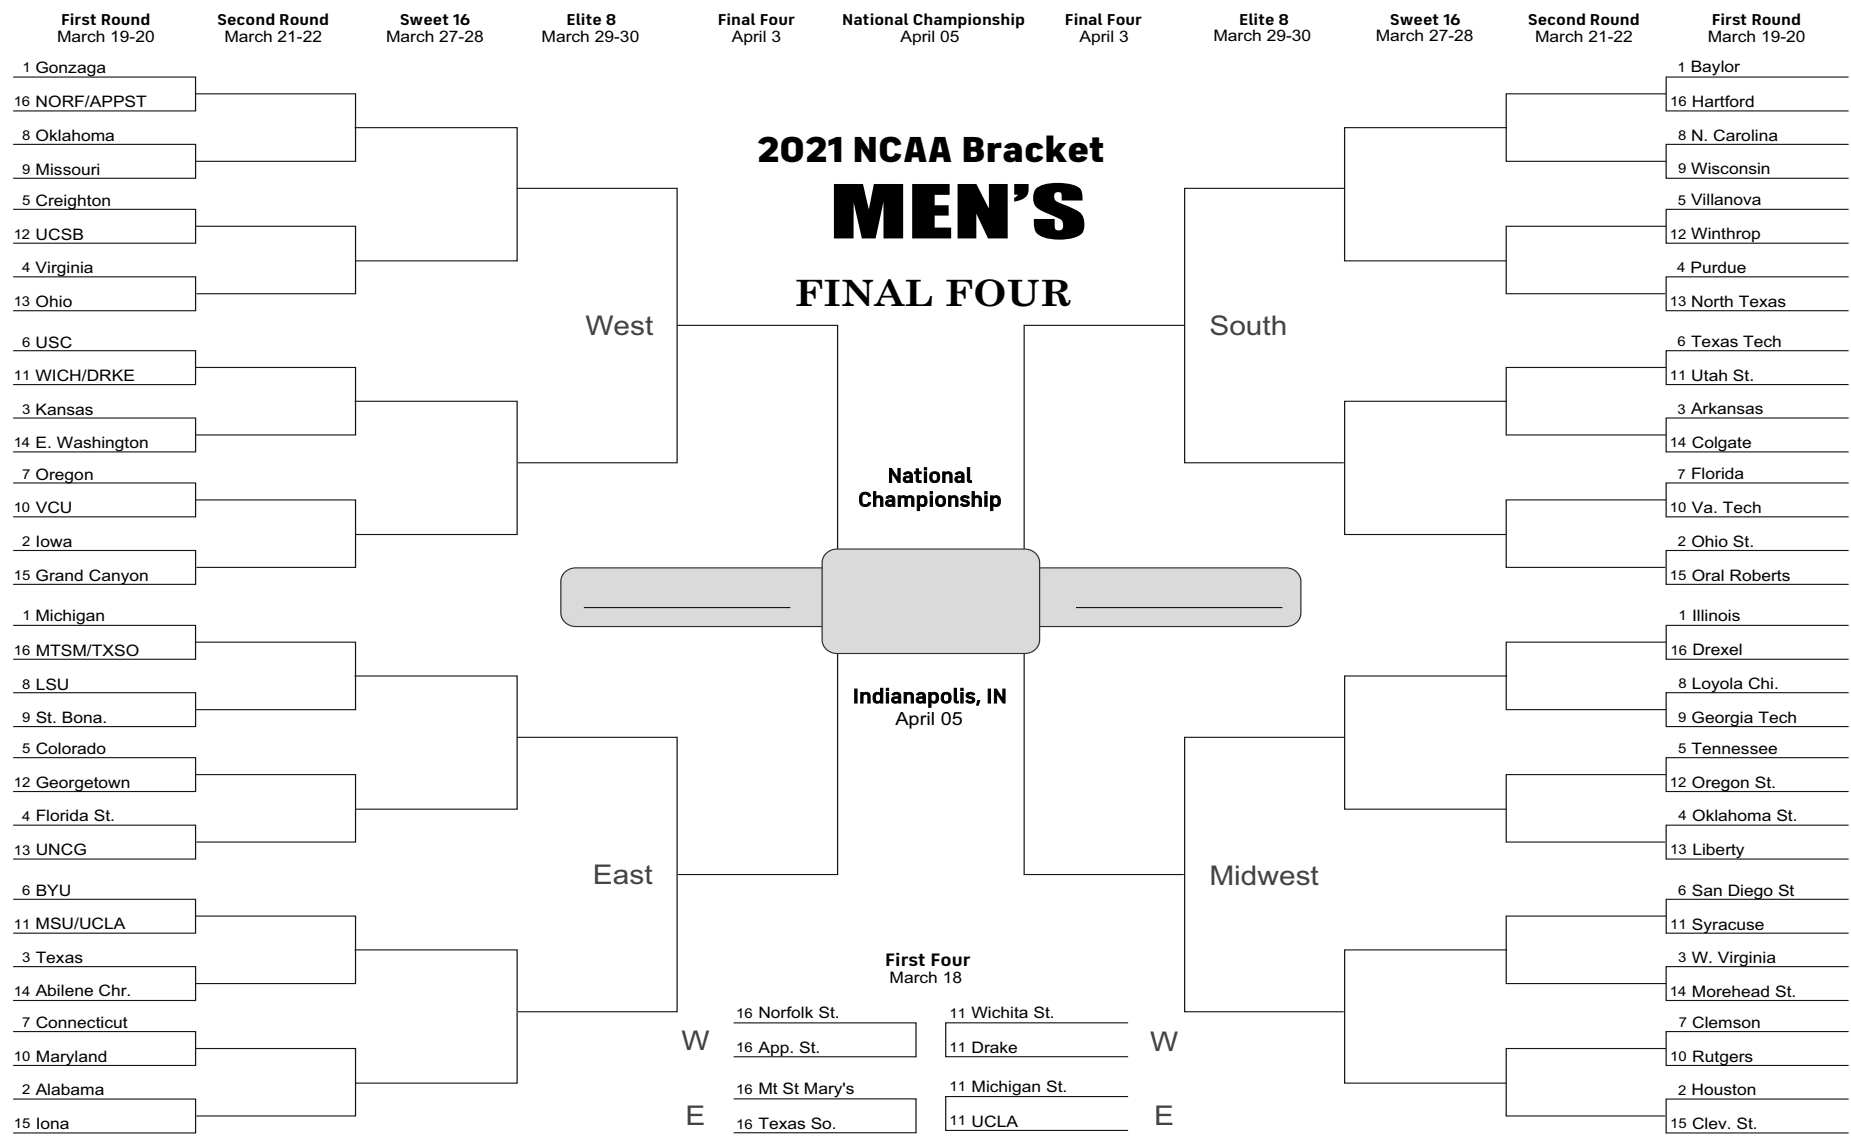 First Round Second Round Sweet 16 Elite 8 Final Four National Championship Final Four Elite 8 Sweet 16 Second Round First Round
March 19-20 March 21-22 March 27-28 March 29-30 April 3 April 05 April 3 March 29-30 March 27-28 March 21-22 March 19-20
1 Gonzaga
16 NORF/APPST
8 Oklahoma
9 Missouri
5 Creighton
12 UCSB
4 Virginia
13 Ohio
6 USC
11 WICH/DRKE
3 Kansas
14 E. Washington
7 Oregon
10 VCU
2 Iowa
15 Grand Canyon
West
1 Michigan
16 MTSM/TXSO
8 LSU
9 St. Bona.
5 Colorado
12 Georgetown
4 Florida St.
13 UNCG
6 BYU
11 MSU/UCLA
3 Texas
14 Abilene Chr.
7 Connecticut
10 Maryland
2 Alabama
15 Iona
East
2021 NCAA Bracket
MEN'S
FINAL FOUR
National
Championship
Indianapolis, IN
April 05
First Four
March 18
W
16 Norfolk St.
16 App. St.
11 Wichita St.
11 Drake
W
E
16 Mt St Mary's
16 Texas So.
11 Michigan St.
11 UCLA
E
1 Baylor
16 Hartford
8 N. Carolina
9 Wisconsin
5 Villanova
12 Winthrop
4 Purdue
13 North Texas
6 Texas Tech
11 Utah St.
3 Arkansas
14 Colgate
7 Florida
10 Va. Tech
2 Ohio St.
15 Oral Roberts
South
1 Illinois
16 Drexel
8 Loyola Chi.
9 Georgia Tech
5 Tennessee
12 Oregon St.
4 Oklahoma St.
13 Liberty
6 San Diego St
11 Syracuse
3 W. Virginia
14 Morehead St.
7 Clemson
10 Rutgers
2 Houston
15 Clev. St.
Midwest